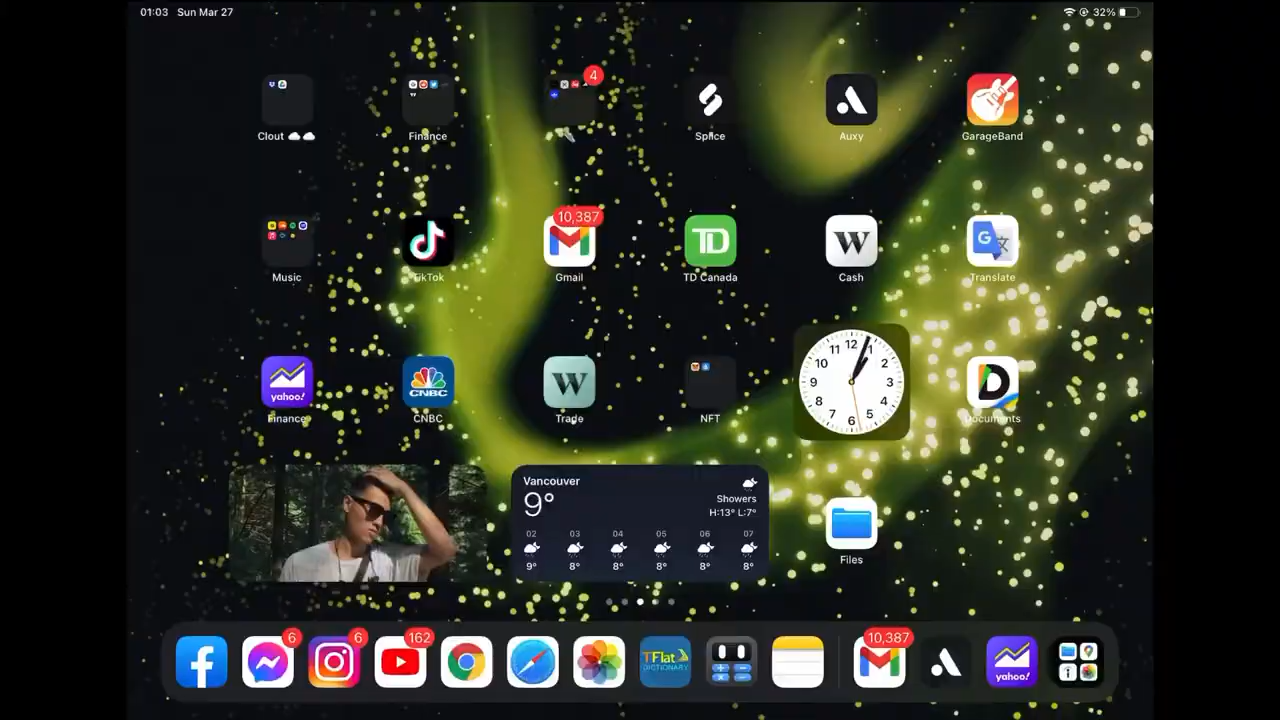 01:03 Sun Mar 27
32%
4
Clout
Finance
Splice
Auxy
GarageBand
10,387
W
TD
G
Music
TikTok
Gmail
TD Canada
Cash
Translate
yahoo!
CNBC
W
11 12 1
10 2
9 3
8 4
7 6 5
D
Finance
CNBC
Trade
NFT
Documents
Vancouver
9°
Showers
H:13° L:7°
02 03 04 05 06 07
9° 8° 8° 8° 8° 8°
Files
6
6
162
10,387
TFlat
DICTIONARY
yahoo!